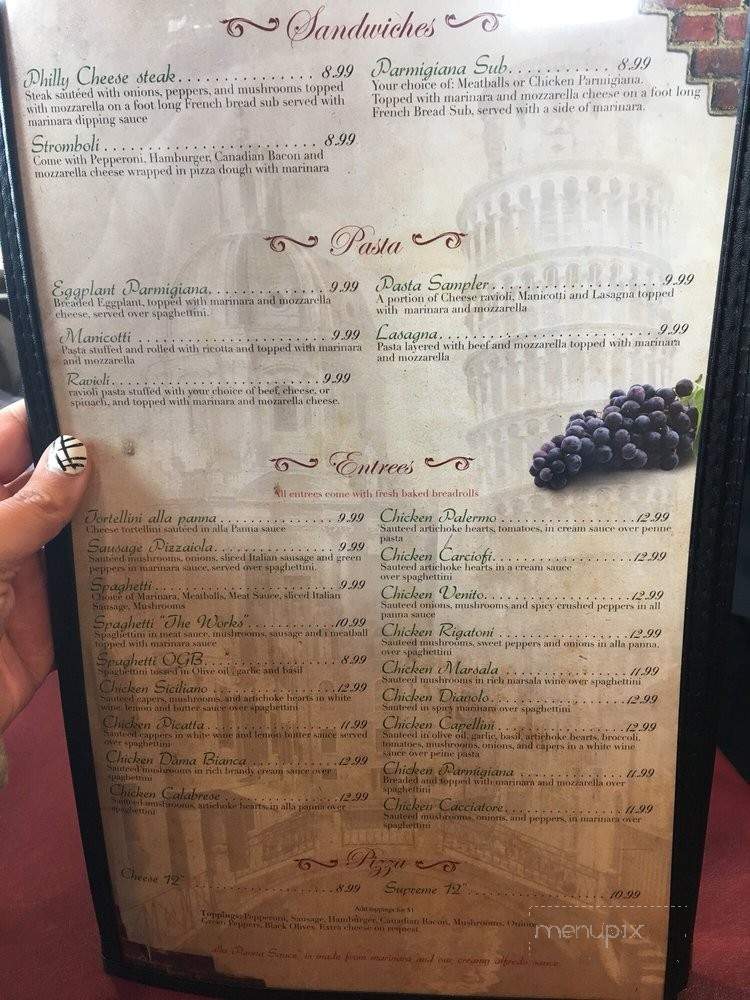 Sandwiches
Philly Cheese steak. . . . . . . . . . . . . . . 8.99
Steak sautéed with onions, peppers, and mushrooms topped
with mozzarella on a foot long French bread sub served with
marinara dipping sauce
Stromboli . . . . . . . . . . . . . . . . . . . . . . . 8.99
Come with Pepperoni, Hamburger, Canadian Bacon and
mozzarella cheese wrapped in pizza dough with marinara
Parmigiana Sub. . . . . . . . . . . . 8.99
Your choice of: Meatballs or Chicken Parmigiana.
Topped with marinara and mozzarella cheese on a foot long
French Bread Sub, served with a side of marinara.
Pasta
Eggplant Parmigiana. . . . . . . . . . . . . 9.99
Breaded Eggplant, topped with marinara and mozzarella
cheese, served over spaghettini.
Manicotti . . . . . . . . . . . . . . . . . . . . . . 9.99
Pasta stuffed and rolled with ricotta and topped with marinara
and mozzarella
Ravioli. . . . . . . . . . . . . . . . . . . . . . . 9.99
ravioli pasta stuffed with your choice of beef, cheese, or
spinach, and topped with marinara and mozarella cheese.
Pasta Sampler . . . . . . . . . . . . . . . . . 9.99
A portion of Cheese ravioli, Manicotti and Lasagna topped
with marinara and mozzarella
Lasagna. . . . . . . . . . . . . . . . . . . . . . . . 9.99
Pasta layered with beef and mozzarella topped with marinara
and mozzarella
Entrees
All entrees come with fresh baked breadrolls
Tortellini alla panna . . . . . . . . . . . . . 9.99
Cheese tortellini sautéed in alla Panna sauce
Sausage Pizzaiola. . . . . . . . . . . . . . . . 9.99
Sautéed mushrooms, onions, sliced Italian sausage and green
peppers in marinara sauce, served over spaghettini.
Spaghetti . . . . . . . . . . . . . . . . . . . . . . . 9.99
Choice of Marinara, Meatballs, Meat Sauce, sliced Italian
Sausage, Mushrooms
Spaghetti "The Works". . . . . . . . . . . 10.99
Spaghettini in meat sauce, mushrooms, sausage and 1 meatball
topped with marinara sauce
Spaghetti OGB. . . . . . . . . . . . . . . . . 8.99
Spaghettini tossed in Olive oil , garlic and basil
Chicken Siciliano . . . . . . . . . . . . . . . 12.99
Sauteed capers, mushrooms, and artichoke hearts in white
wine, lemon and butter sauce over spaghettini
Chicken Picatta . . . . . . . . . . . . . . . . 11.99
Sauteed cappers in white wine and lemon butter sauce served
over spaghettini
Chicken Dama Bianca . . . . . . . . . . . 12.99
Sauteed mushrooms in rich brandy cream sauce over
spaghettini
Chicken Calabrese . . . . . . . . . . . . . . 12.99
Sauteed mushrooms, artichoke hearts, in alla panna over
spaghettini
Chicken Palermo . . . . . . . . . . . . . . . 12.99
Sauteed artichoke hearts, tomatoes, in cream sauce over penne
pasta
Chicken Carciofi. . . . . . . . . . . . . . . . 12.99
Sauteed artichoke hearts in a cream sauce
over spaghettini
Chicken Venito. . . . . . . . . . . . . . . . . 12.99
Sauteed onions, mushrooms and spicy crushed peppers in all
panna sauce
Chicken Rigatoni . . . . . . . . . . . . . . . 12.99
Sauteed mushrooms, sweet peppers and onions in alla panna,
over spaghettini
Chicken Marsala . . . . . . . . . . . . . . . 11.99
Sauteed mushrooms in rich marsala wine over spaghettini
Chicken Diavolo. . . . . . . . . . . . . . . . 12.99
Sauteed in spicy marinara over spaghettini
Chicken Capellini . . . . . . . . . . . . . . . 12.99
Sauteed in olive oil, garlic, basil, artichoke hearts, broccoli,
tomatoes, mushrooms, onions, and capers in a white wine
sauce over peine pasta
Chicken Parmigiana . . . . . . . . . . . . . 11.99
Breaded and topped with marinara and mozzarella over
spaghettini
Chicken Cacciatore. . . . . . . . . . . . . . 11.99
Sauteed mushrooms, onions, and peppers, in marinara over
spaghettini
Pizza
Cheese 12" . . . . . . . . . . . . . . . . . . 8.99
Supreme 12". . . . . . . . . . . . . . . . . . 10.99
Add toppings for $1
Toppings: Pepperoni, Sausage, Hamburger, Canadian Bacon, Mushrooms, Onions
Green Peppers, Black Olives. Extra cheese on request
alla Panna Sauce, is made from marinara and our creamy alfredo sauce
menupix